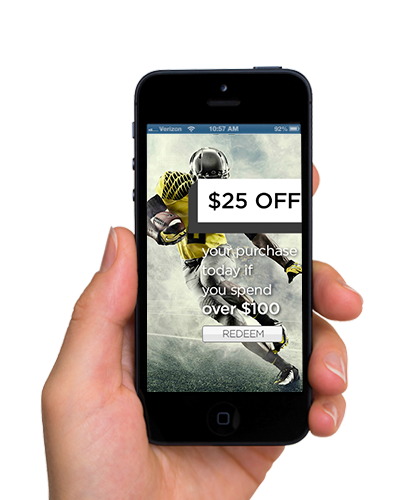 Verizon 10:57 AM 92%
$25 OFF
your purchase
today if
you spend
over $100
REDEEM